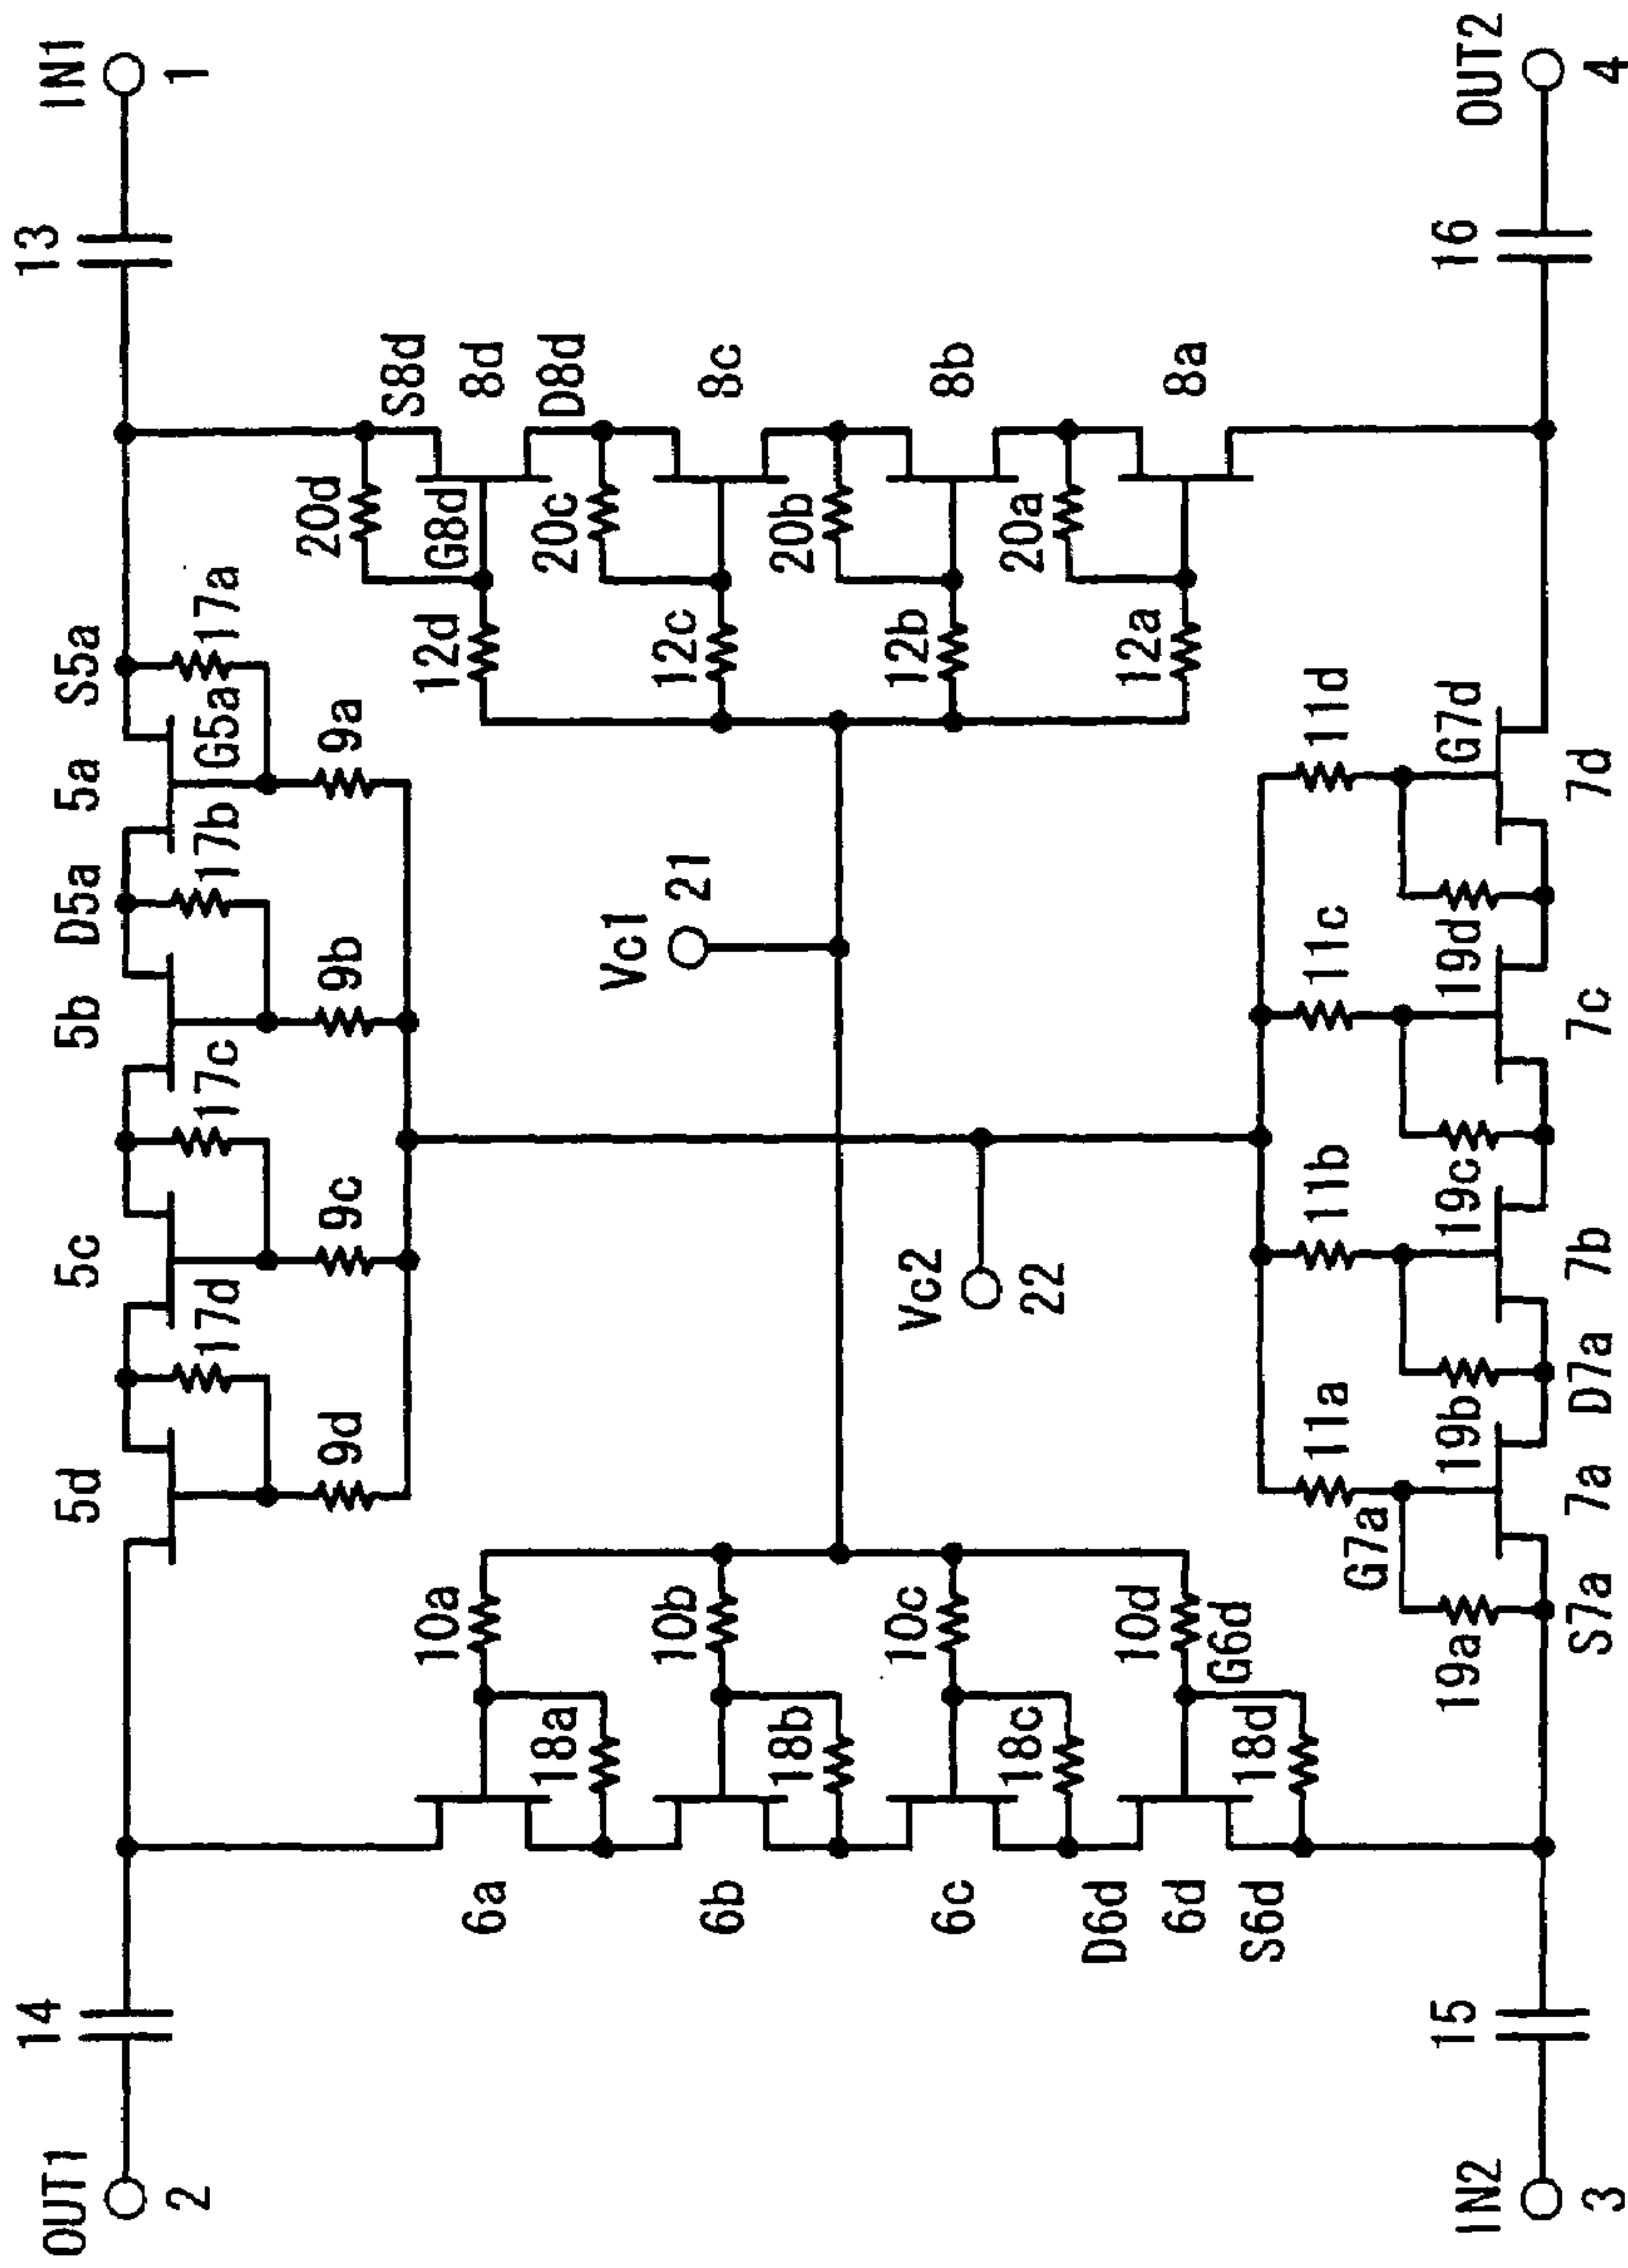 14
13
OUT1
5d
5c
5b
D5a
5a
S5a
IN1
2
17d
17c
17b
G5a
17a
1
9d
9c
9b
9a
20d
S8d
10a
12d
G8d
6a
8d
18a
20c
D8d
Vc1
21
10b
12c
6b
8c
18b
20b
10c
Vc2
12b
6c
8b
18c
22
20a
D6d
10d
12a
6d
8a
G6d
18d
S6d
11a
11b
11c
11d
G7a
15
19a
19b
19c
19d
G7d
16
IN2
OUT2
3
S7a
7a
D7a
7b
7c
7d
4